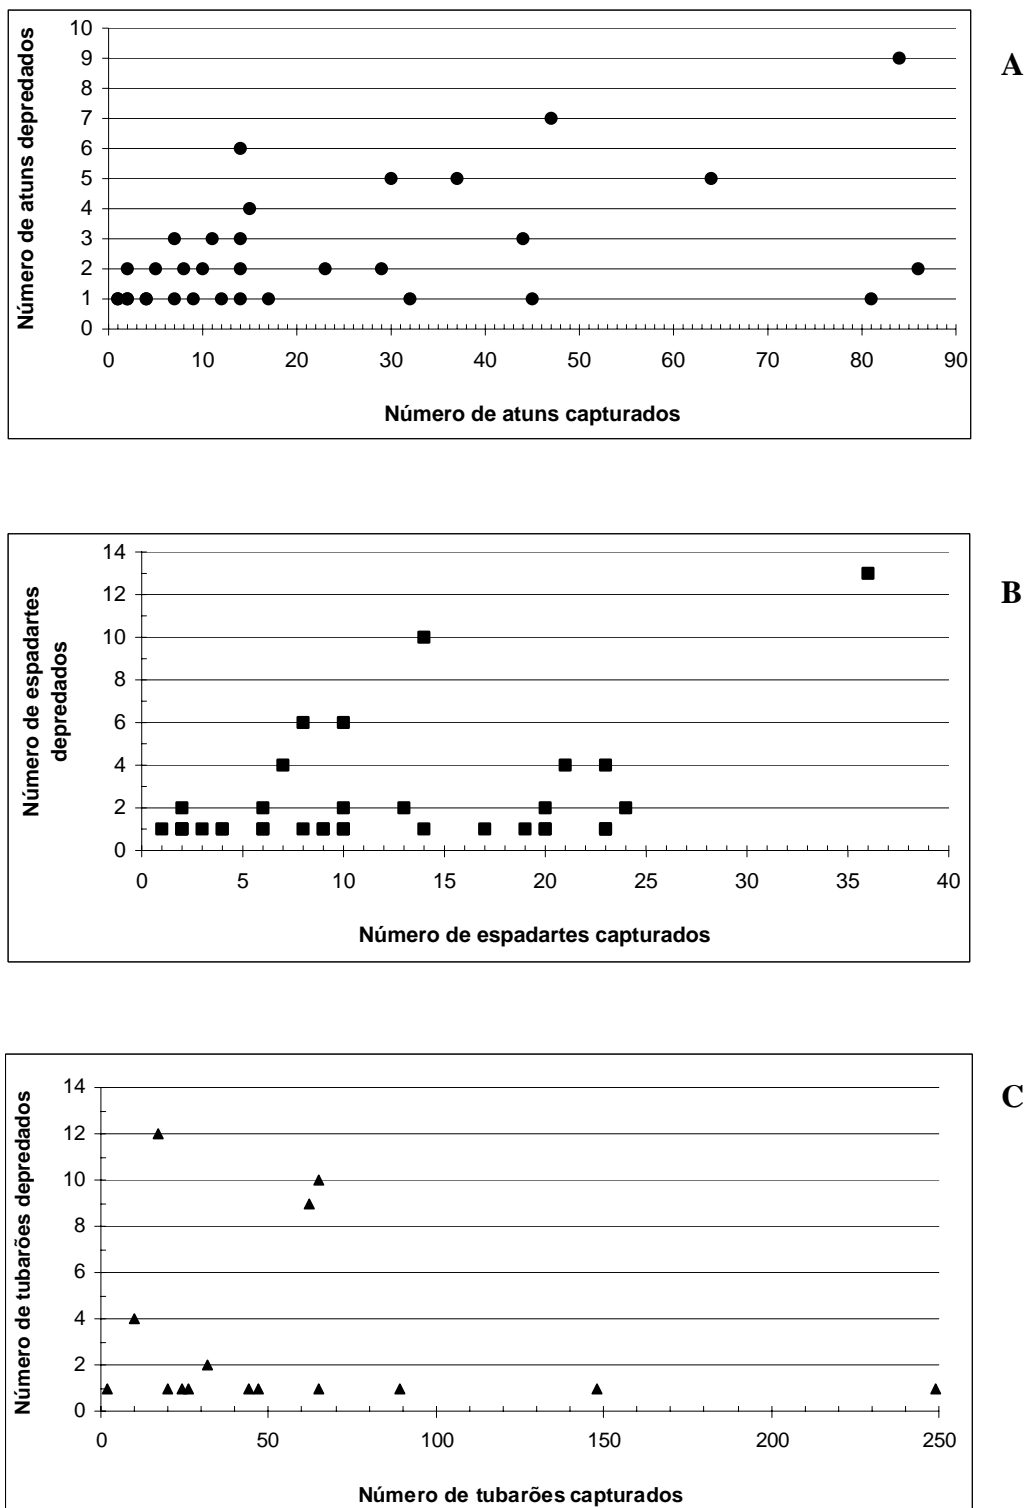 A
Número de atuns depredados
10
9
8
7
6
5
4
3
2
1
0
0 10 20 30 40 50 60 70 80 90
Número de atuns capturados
B
Número de espadartes
depredados
14
12
10
8
6
4
2
0
0 5 10 15 20 25 30 35 40
Número de espadartes capturados
C
Número de tubarões depredados
14
12
10
8
6
4
2
0
0 50 100 150 200 250
Número de tubarões capturados